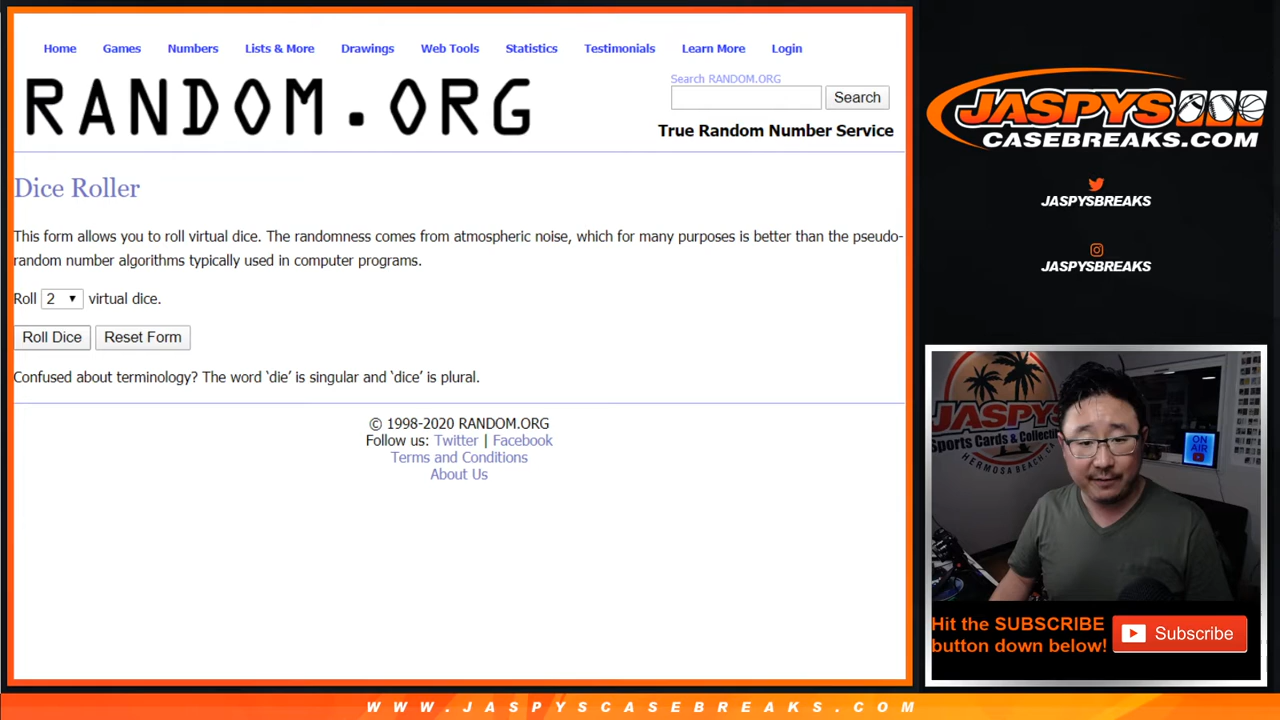 Home Games Numbers Lists & More Drawings Web Tools Statistics Testimonials Learn More Login
RANDOM.ORG
Search RANDOM.ORG
Search
True Random Number Service
Dice Roller
This form allows you to roll virtual dice. The randomness comes from atmospheric noise, which for many purposes is better than the pseudo-
random number algorithms typically used in computer programs.
Roll 2 virtual dice.
Roll Dice Reset Form
Confused about terminology? The word ‘die’ is singular and ‘dice’ is plural.
© 1998-2020 RANDOM.ORG
Follow us: Twitter | Facebook
Terms and Conditions
About Us
JASPYS
CASEBREAKS.COM
JASPYSBREAKS
JASPYSBREAKS
JASPYS
Sports Cards & Collectibles
HERMOSA BEACH, CA
ON
AIR
Hit the SUBSCRIBE
button down below!
Subscribe
WWW.JASPYSCASEBREAKS.COM